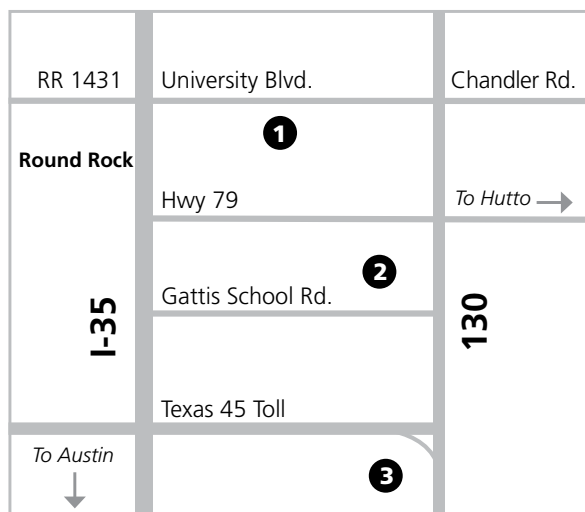 RR 1431
University Blvd.
Chandler Rd.
1
Round Rock
Hwy 79
To Hutto
2
Gattis School Rd.
I-35
130
Texas 45 Toll
To Austin
3